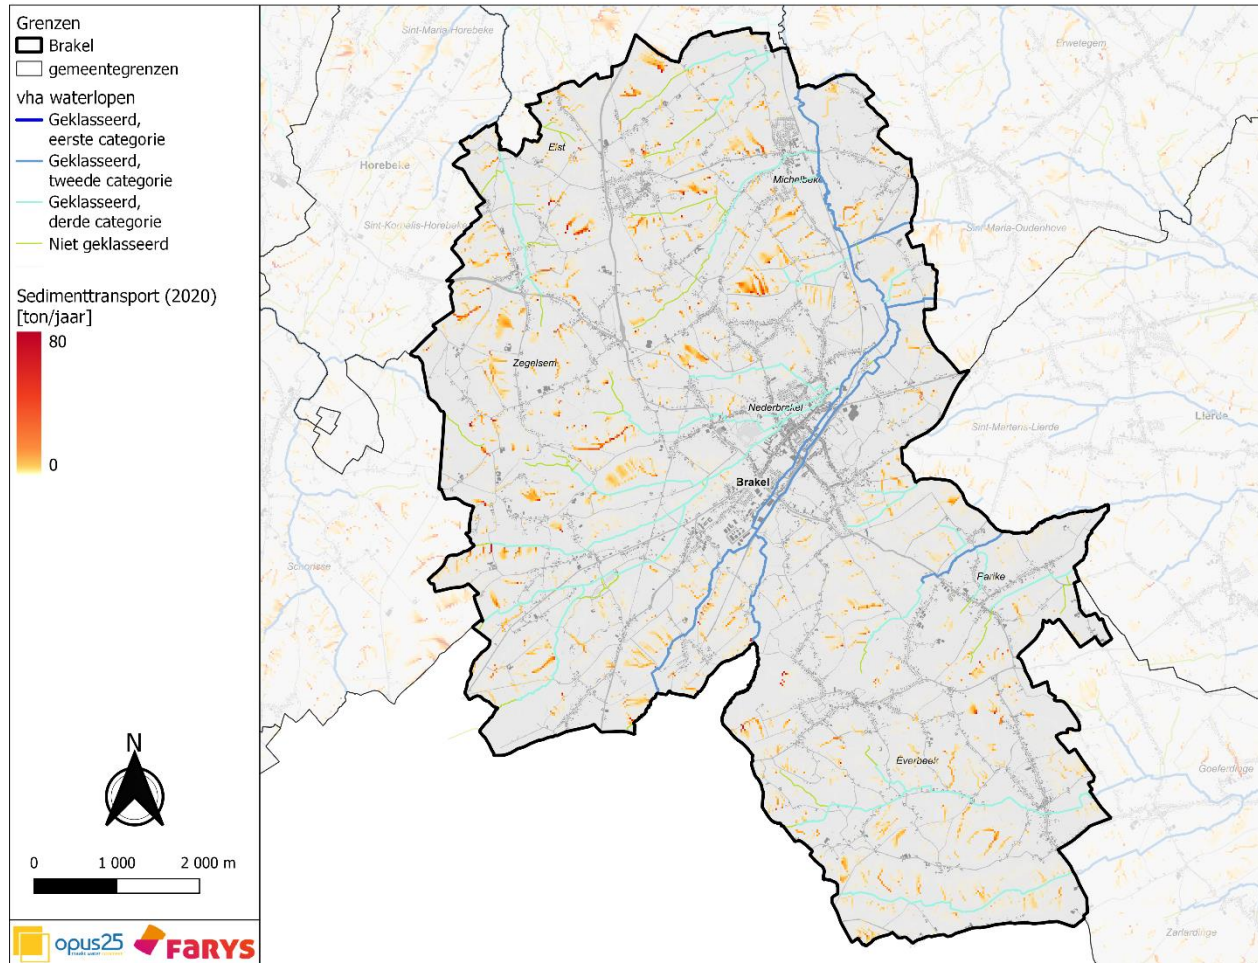 Grenzen
Brakel
gemeentegrenzen
vha waterlopen
Geklasseerd,
eerste categorie
Geklasseerd,
tweede categorie
Geklasseerd,
derde categorie
Niet geklasseerd
Sedimenttransport (2020)
[ton/jaar]
80
0
N
0 1 000 2 000 m
opus25
FARYS
Sint-Maria-Horebeke
Erwetegem
Elst
Horebeke
Michelbeke
Sint-Kornelis-Horebeke
Sint-Maria-Oudenhove
Zegelsem
Nederbrakel
Lierde
Sint-Martens-Lierde
Brakel
Schorisse
Parike
Everbeek
Goeferdinge
Zarlardinge